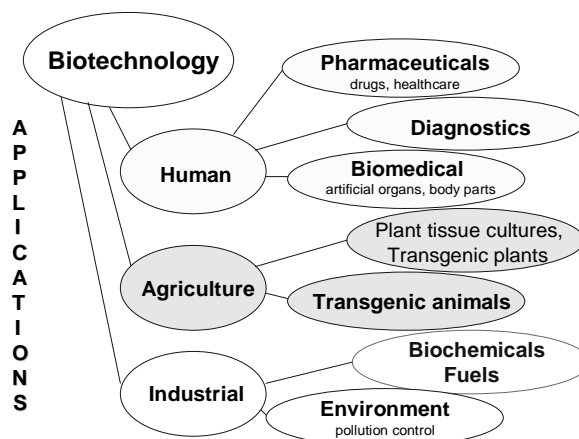 Biotechnology
APPLICATIONS
Human
Pharmaceuticals
drugs, healthcare
Diagnostics
Biomedical
artificial organs, body parts
Agriculture
Plant tissue cultures,
Transgenic plants
Transgenic animals
Industrial
Biochemicals
Fuels
Environment
pollution control